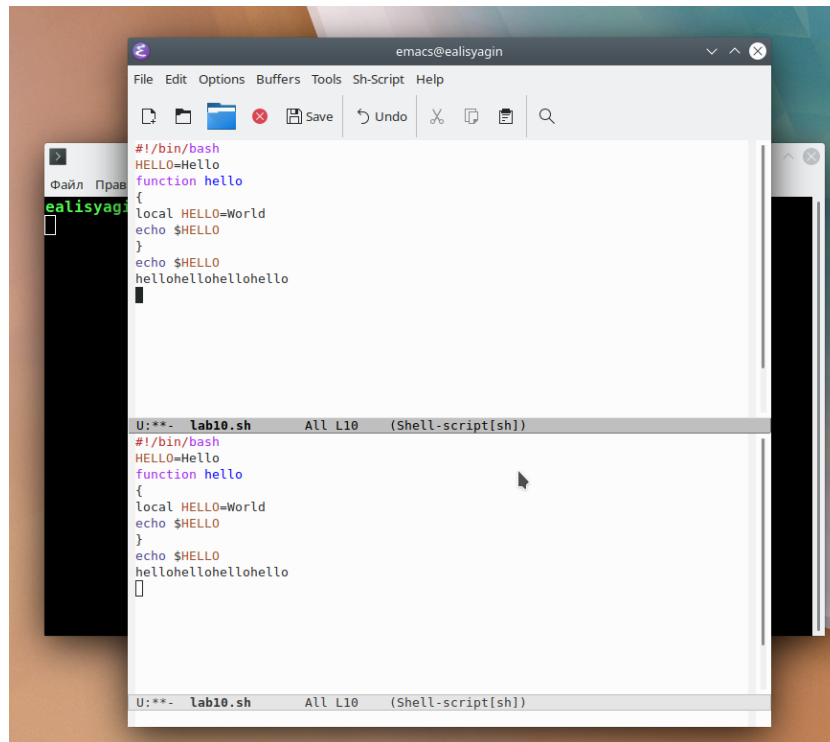 emacs@ealisyagin
File Edit Options Buffers Tools Sh-Script Help
Save Undo
#!/bin/bash
HELLO=Hello
function hello
{
local HELLO=World
echo $HELLO
}
echo $HELLO
hellohellohellohello
U:**- lab10.sh All L10 (Shell-script[sh])
#!/bin/bash
HELLO=Hello
function hello
{
local HELLO=World
echo $HELLO
}
echo $HELLO
hellohellohellohello
U:**- lab10.sh All L10 (Shell-script[sh])
Файл Прав
ealisyagi